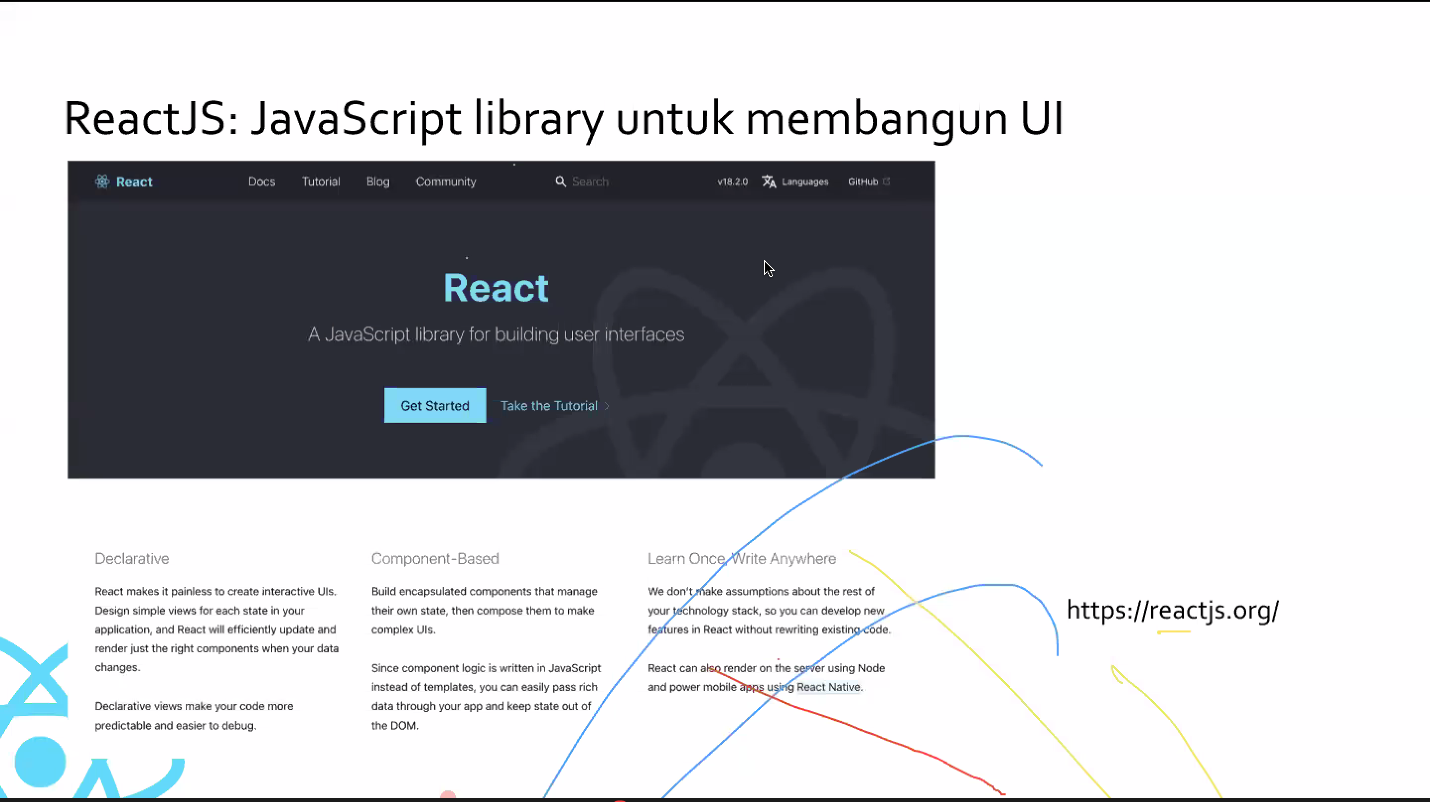 ReactJS: JavaScript library untuk membangun UI
React Docs Tutorial Blog Community Search v18.2.0 Languages GitHub
React
A JavaScript library for building user interfaces
Get Started Take the Tutorial
Declarative
React makes it painless to create interactive UIs.
Design simple views for each state in your
application, and React will efficiently update and
render just the right components when your data
changes.
Declarative views make your code more
predictable and easier to debug.
Component-Based
Build encapsulated components that manage
their own state, then compose them to make
complex UIs.
Since component logic is written in JavaScript
instead of templates, you can easily pass rich
data through your app and keep state out of
the DOM.
Learn Once, Write Anywhere
We don't make assumptions about the rest of
your technology stack, so you can develop new
features in React without rewriting existing code.
React can also render on the server using Node
and power mobile apps using React Native.
https://reactjs.org/